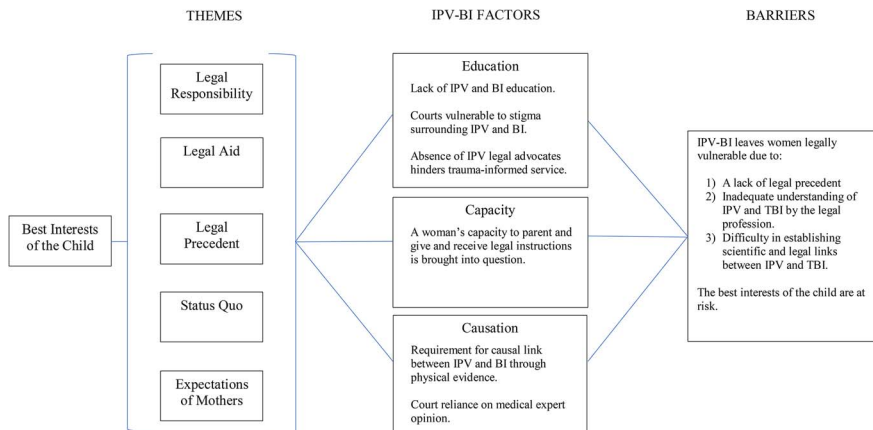 THEMES
IPV-BI FACTORS
BARRIERS
Best Interests
of the Child
Legal
Responsibility
Legal Aid
Legal
Precedent
Status Quo
Expectations
of Mothers
Education
Lack of IPV and BI education.
Courts vulnerable to stigma
surrounding IPV and BI.
Absence of IPV legal advocates
hinders trauma-informed service.
Capacity
A woman's capacity to parent and
give and receive legal instructions
is brought into question.
Causation
Requirement for causal link
between IPV and BI through
physical evidence.
Court reliance on medical expert
opinion.
IPV-BI leaves women legally
vulnerable due to:
1) A lack of legal precedent
2) Inadequate understanding of
IPV and TBI by the legal
profession.
3) Difficulty in establishing
scientific and legal links
between IPV and TBI.
The best interests of the child are at
risk.